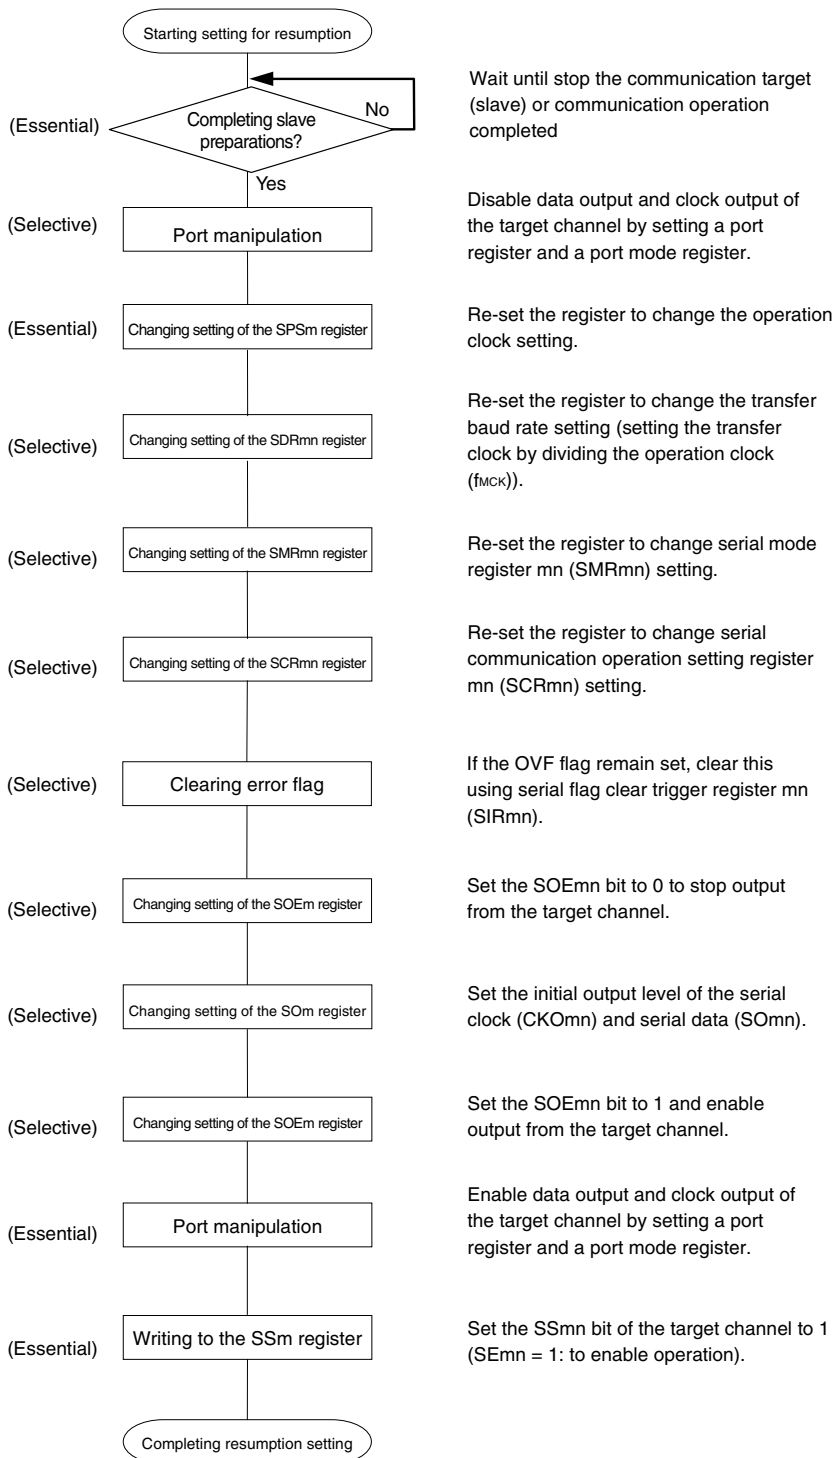 Starting setting for resumption
(Essential)
Completing slave
preparations?
No
Yes
Wait until stop the communication target
(slave) or communication operation
completed
(Selective)
Port manipulation
Disable data output and clock output of
the target channel by setting a port
register and a port mode register.
(Essential)
Changing setting of the SPSm register
Re-set the register to change the operation
clock setting.
(Selective)
Changing setting of the SDRmn register
Re-set the register to change the transfer
baud rate setting (setting the transfer
clock by dividing the operation clock
(fMCK)).
(Selective)
Changing setting of the SMRmn register
Re-set the register to change serial mode
register mn (SMRmn) setting.
(Selective)
Changing setting of the SCRmn register
Re-set the register to change serial
communication operation setting register
mn (SCRmn) setting.
(Selective)
Clearing error flag
If the OVF flag remain set, clear this
using serial flag clear trigger register mn
(SIRmn).
(Selective)
Changing setting of the SOEm register
Set the SOEmn bit to 0 to stop output
from the target channel.
(Selective)
Changing setting of the SOm register
Set the initial output level of the serial
clock (CKOmn) and serial data (SOmn).
(Selective)
Changing setting of the SOEm register
Set the SOEmn bit to 1 and enable
output from the target channel.
(Essential)
Port manipulation
Enable data output and clock output of
the target channel by setting a port
register and a port mode register.
(Essential)
Writing to the SSm register
Set the SSmn bit of the target channel to 1
(SEmn = 1: to enable operation).
Completing resumption setting